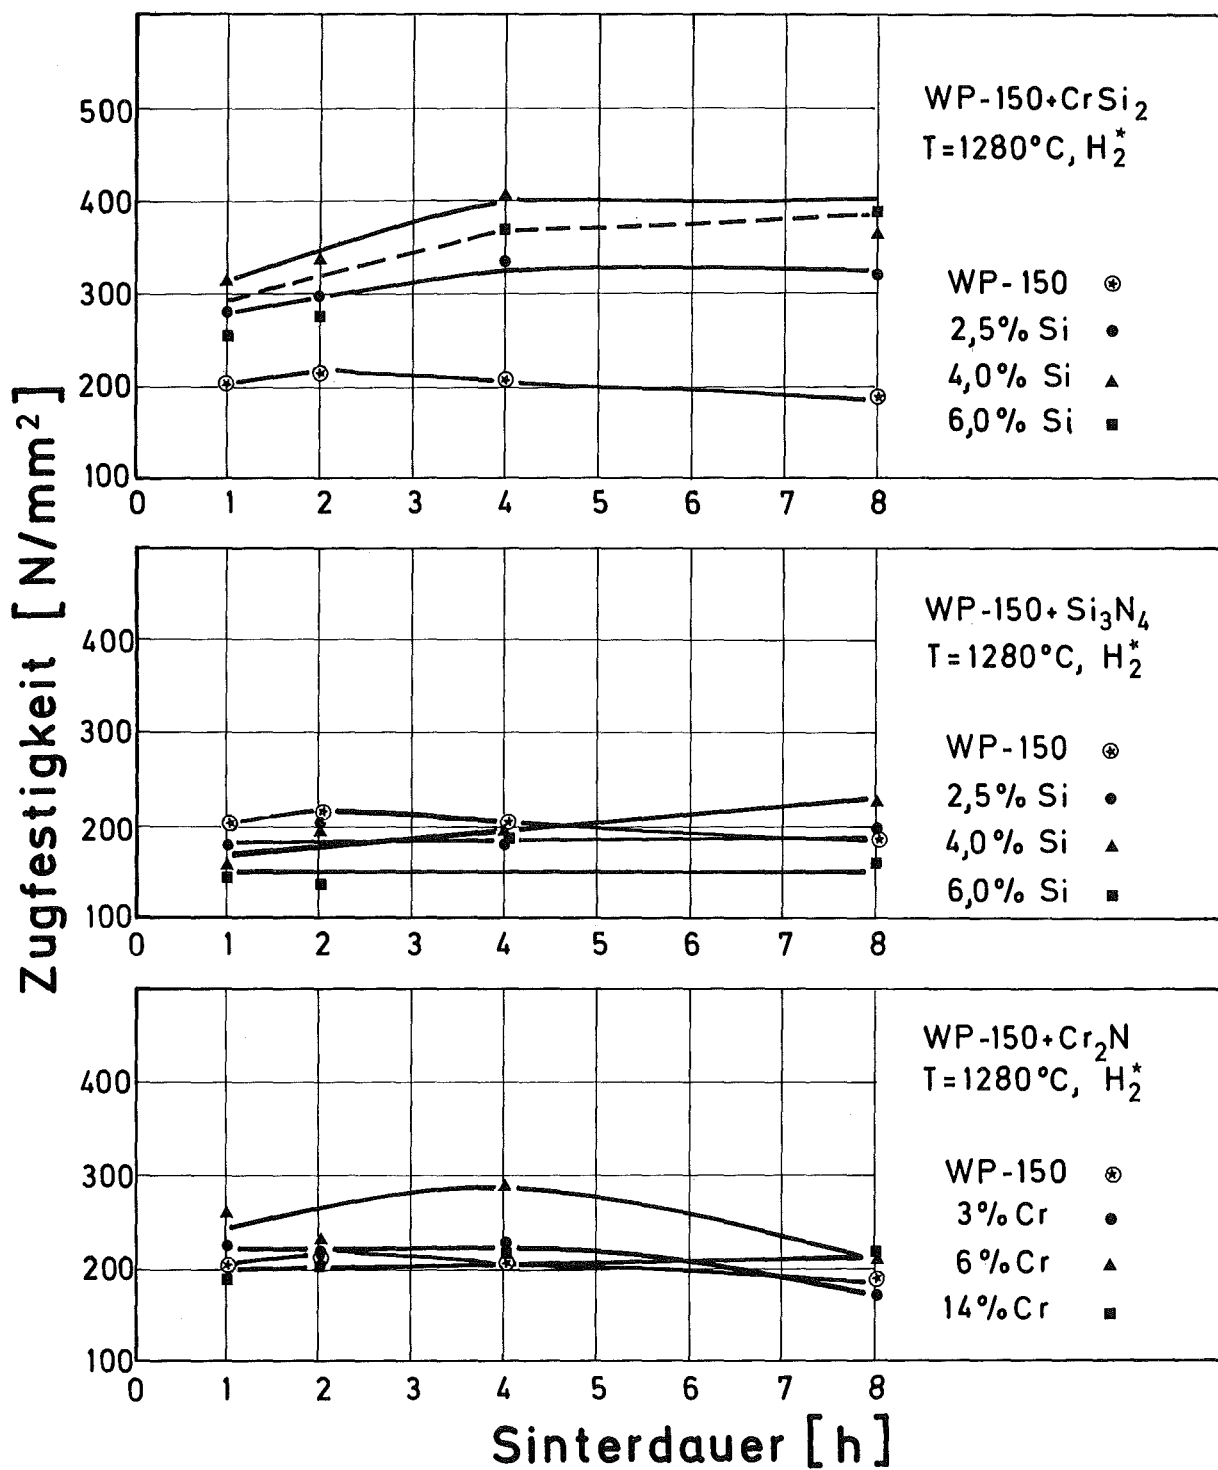 Zugfestigkeit [N/mm²]
500
400
300
200
100
0 1 2 3 4 5 6 7 8
WP-150+CrSi₂
T=1280°C, H₂*
WP-150
2,5% Si
4,0% Si
6,0% Si
400
300
200
100
0 1 2 3 4 5 6 7 8
WP-150+Si₃N₄
T=1280°C, H₂*
WP-150
2,5% Si
4,0% Si
6,0% Si
400
300
200
100
0 1 2 3 4 5 6 7 8
WP-150+Cr₂N
T=1280°C, H₂*
WP-150
3% Cr
6% Cr
14% Cr
Sinterdauer [h]